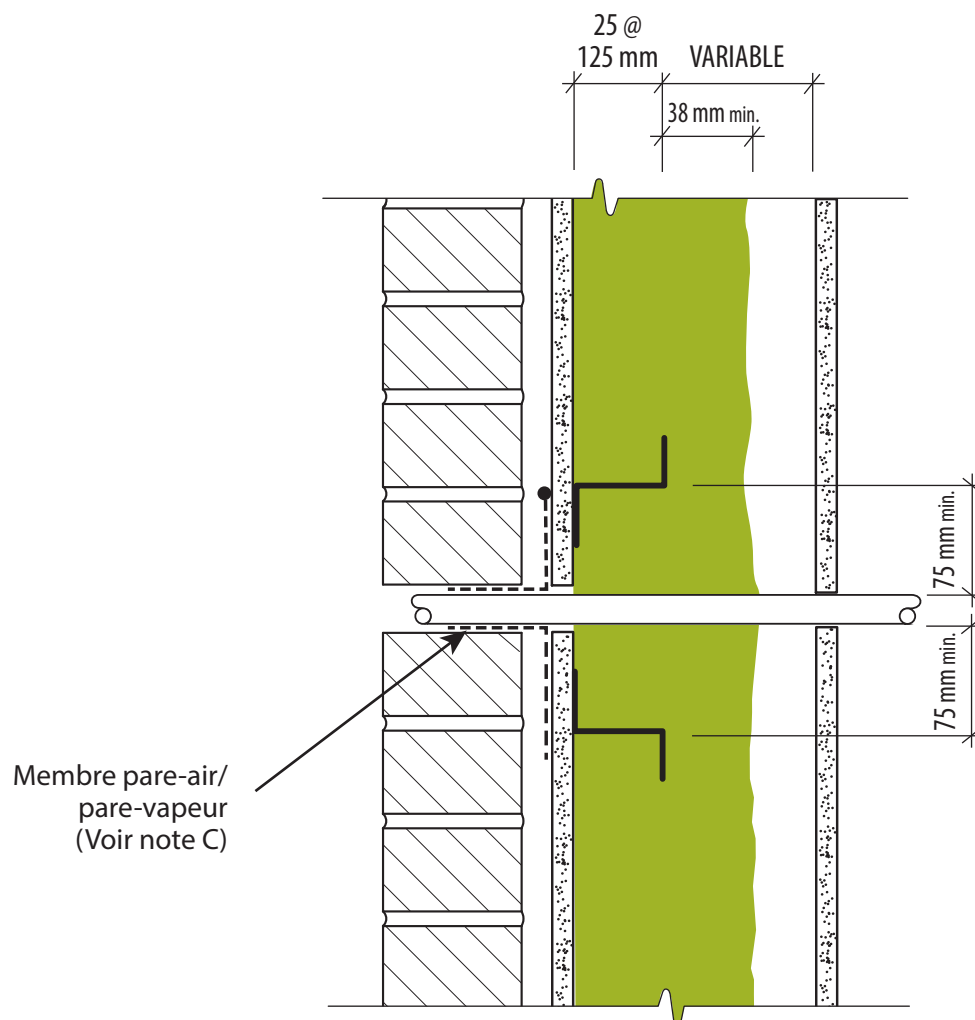 25 @
125 mm
VARIABLE
38 mm min.
75 mm min.
75 mm min.
Membre pare-air/
pare-vapeur
(Voir note C)